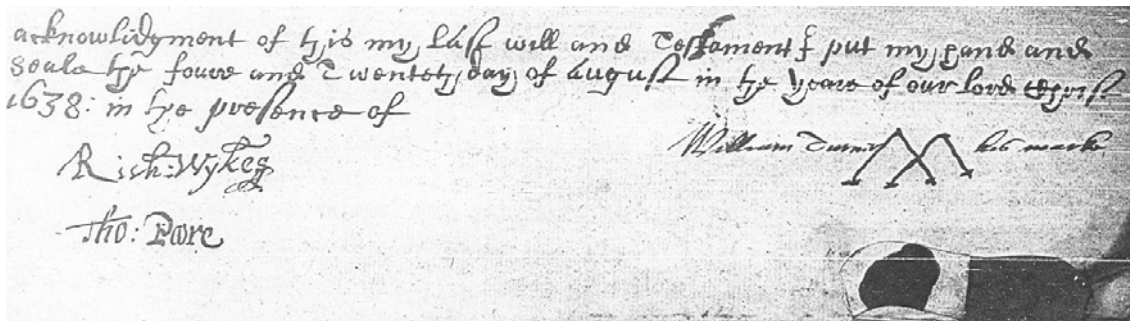 acknowlidgment of this my last will and Testament I put my hand and
Seale the foure and Twenteth day of August in the yeare of our lord Christ
1638: in the presence of
William Turner his marke
Rich: Wykes
Tho: Pore